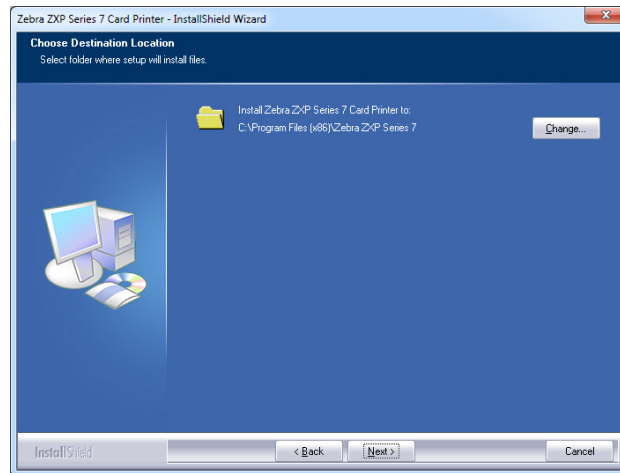 Zebra ZXP Series 7 Card Printer - InstallShield Wizard
Choose Destination Location
Select folder where setup will install files.
Install Zebra ZXP Series 7 Card Printer to:
C:\Program Files (x86)\Zebra ZXP Series 7
Change...
InstallShield
< Back
Next >
Cancel